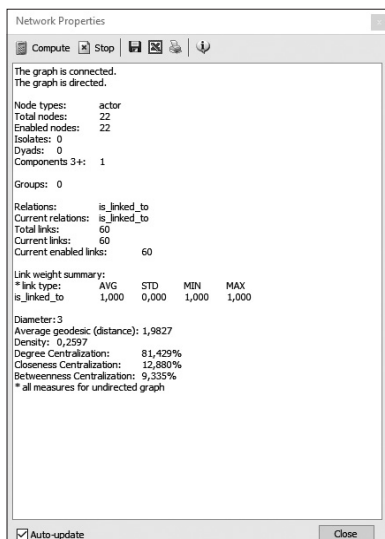 Network Properties
Compute Stop
The graph is connected.
The graph is directed.
Node types: actor
Total nodes: 22
Enabled nodes: 22
Isolates: 0
Dyads: 0
Components 3+: 1
Groups: 0
Relations: is_linked_to
Current relations: is_linked_to
Total links: 60
Current links: 60
Current enabled links: 60
Link weight summary:
* link type: AVG STD MIN MAX
is_linked_to 1,000 0,000 1,000 1,000
Diameter: 3
Average geodesic (distance): 1,9827
Density: 0,2597
Degree Centralization: 81,429%
Closeness Centralization: 12,880%
Betweenness Centralization: 9,335%
* all measures for undirected graph
Auto-update Close